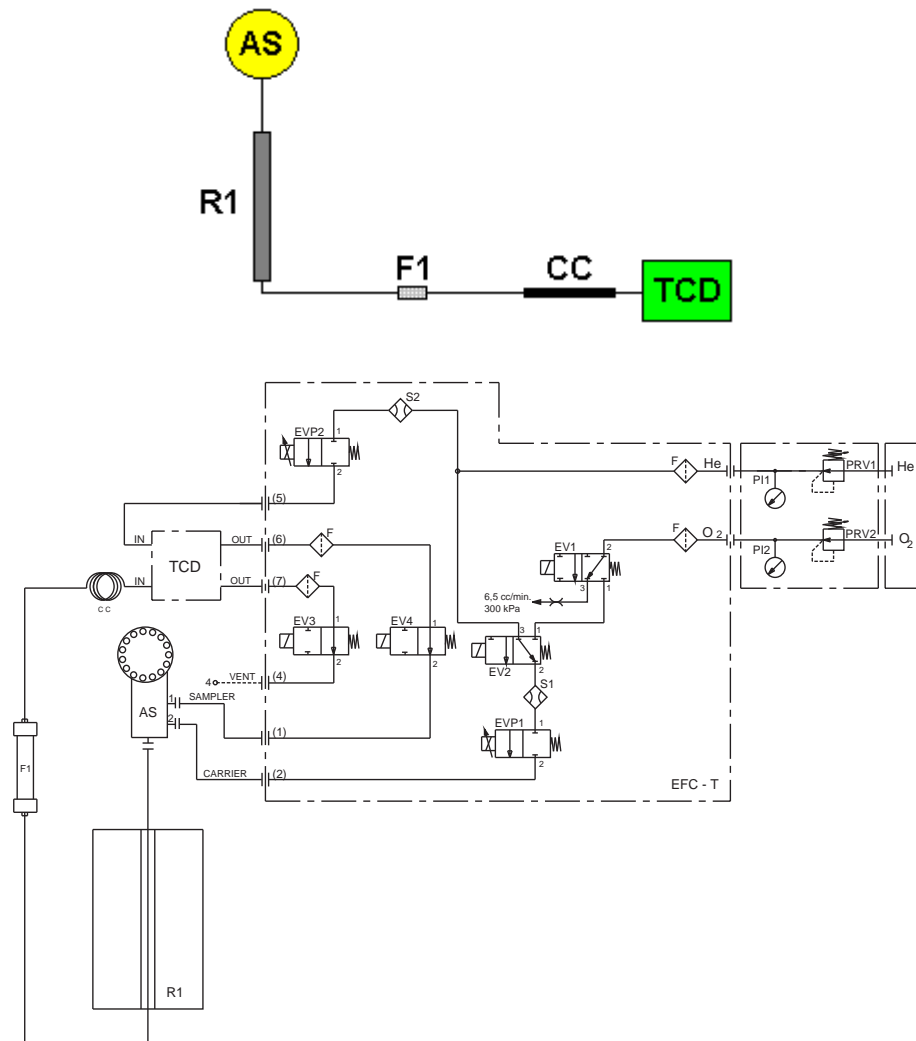 AS
R1
F1
CC
TCD
S2
1
EVP2
2
F
He
PI1
PRV1
He
(5)
IN
OUT
(6)
F
TCD
IN
OUT
(7)
F
CC
F
O2
PI2
PRV2
O2
EV1
2
3
1
6,5 cc/min.
300 kPa
EV3
1
2
EV4
1
2
3
1
EV2
2
4
VENT
(4)
S1
AS
1
SAMPLER
2
(1)
EVP1
1
2
CARRIER
(2)
EFC - T
F1
R1